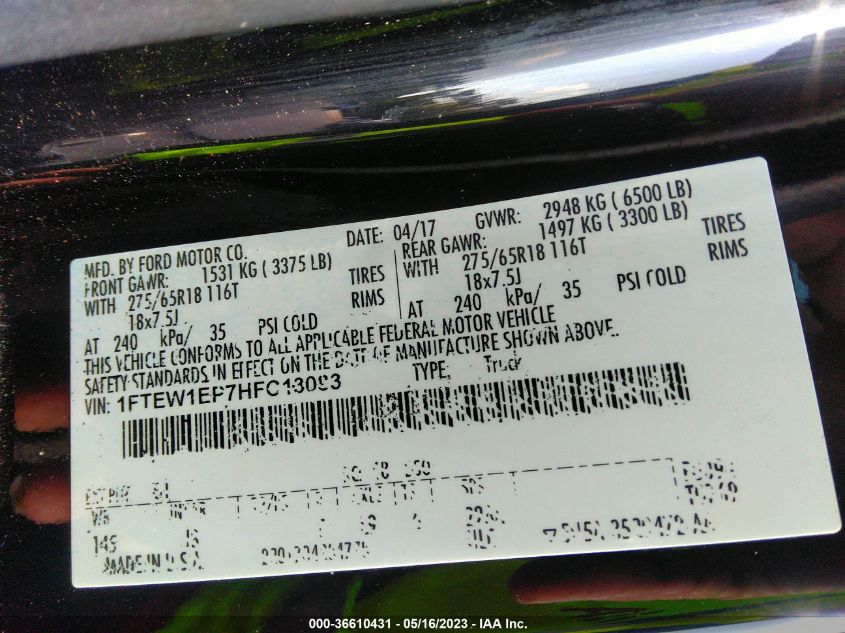 MFD. BY FORD MOTOR CO.
DATE: 04/17 GVWR: 2948 KG ( 6500 LB)
FRONT GAWR: 1531 KG ( 3375 LB)
REAR GAWR: 1497 KG ( 3300 LB)
WITH 275/65R18 116T TIRES
WITH 275/65R18 116T TIRES
18x7.5J RIMS
18x7.5J RIMS
AT 240 kPa/ 35 PSI COLD
AT 240 kPa/ 35 PSI COLD
THIS VEHICLE CONFORMS TO ALL APPLICABLE FEDERAL MOTOR VEHICLE
SAFETY STANDARDS IN EFFECT ON THE DATE OF MANUFACTURE SHOWN ABOVE.
VIN: TYPE: Truck
WB
145
MADE IN U.S.A.
000-36610431 - 05/16/2023 - IAA Inc.